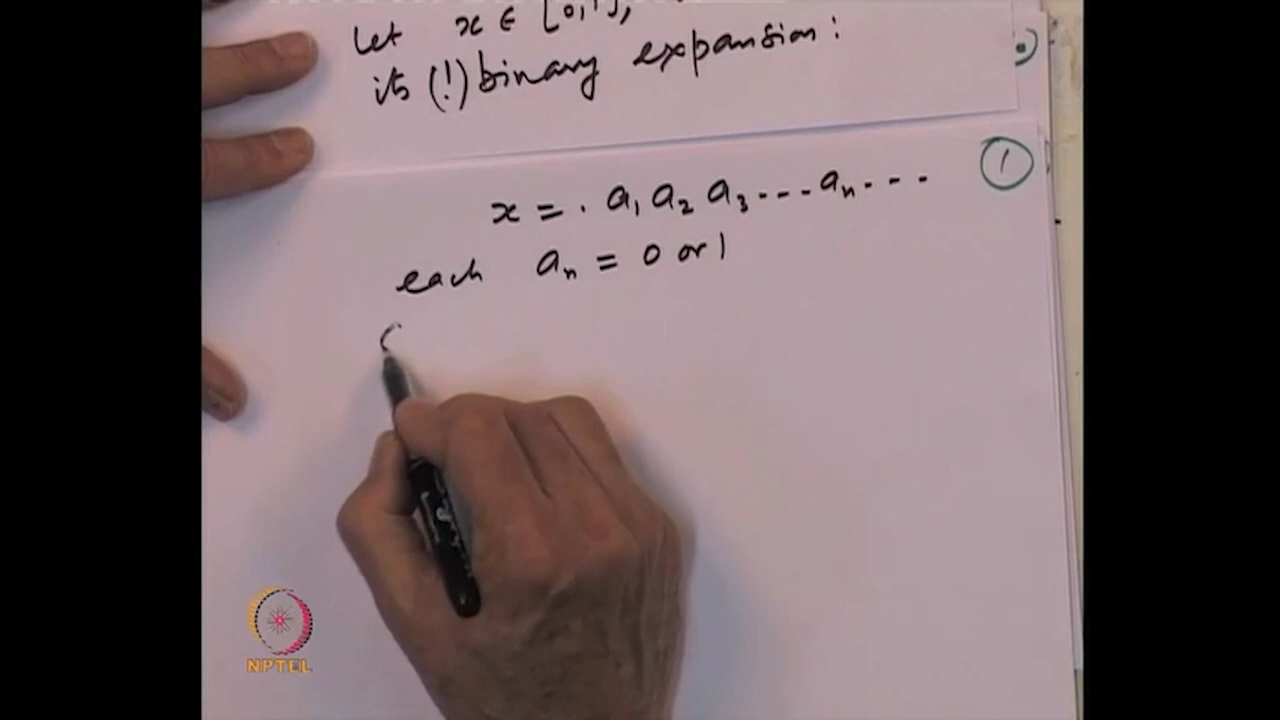 Let x ∈ [0,1],
its (!) binary expansion:
x = . a₁ a₂ a₃ --- aₙ ---
①
each aₙ = 0 or 1
NPTEL